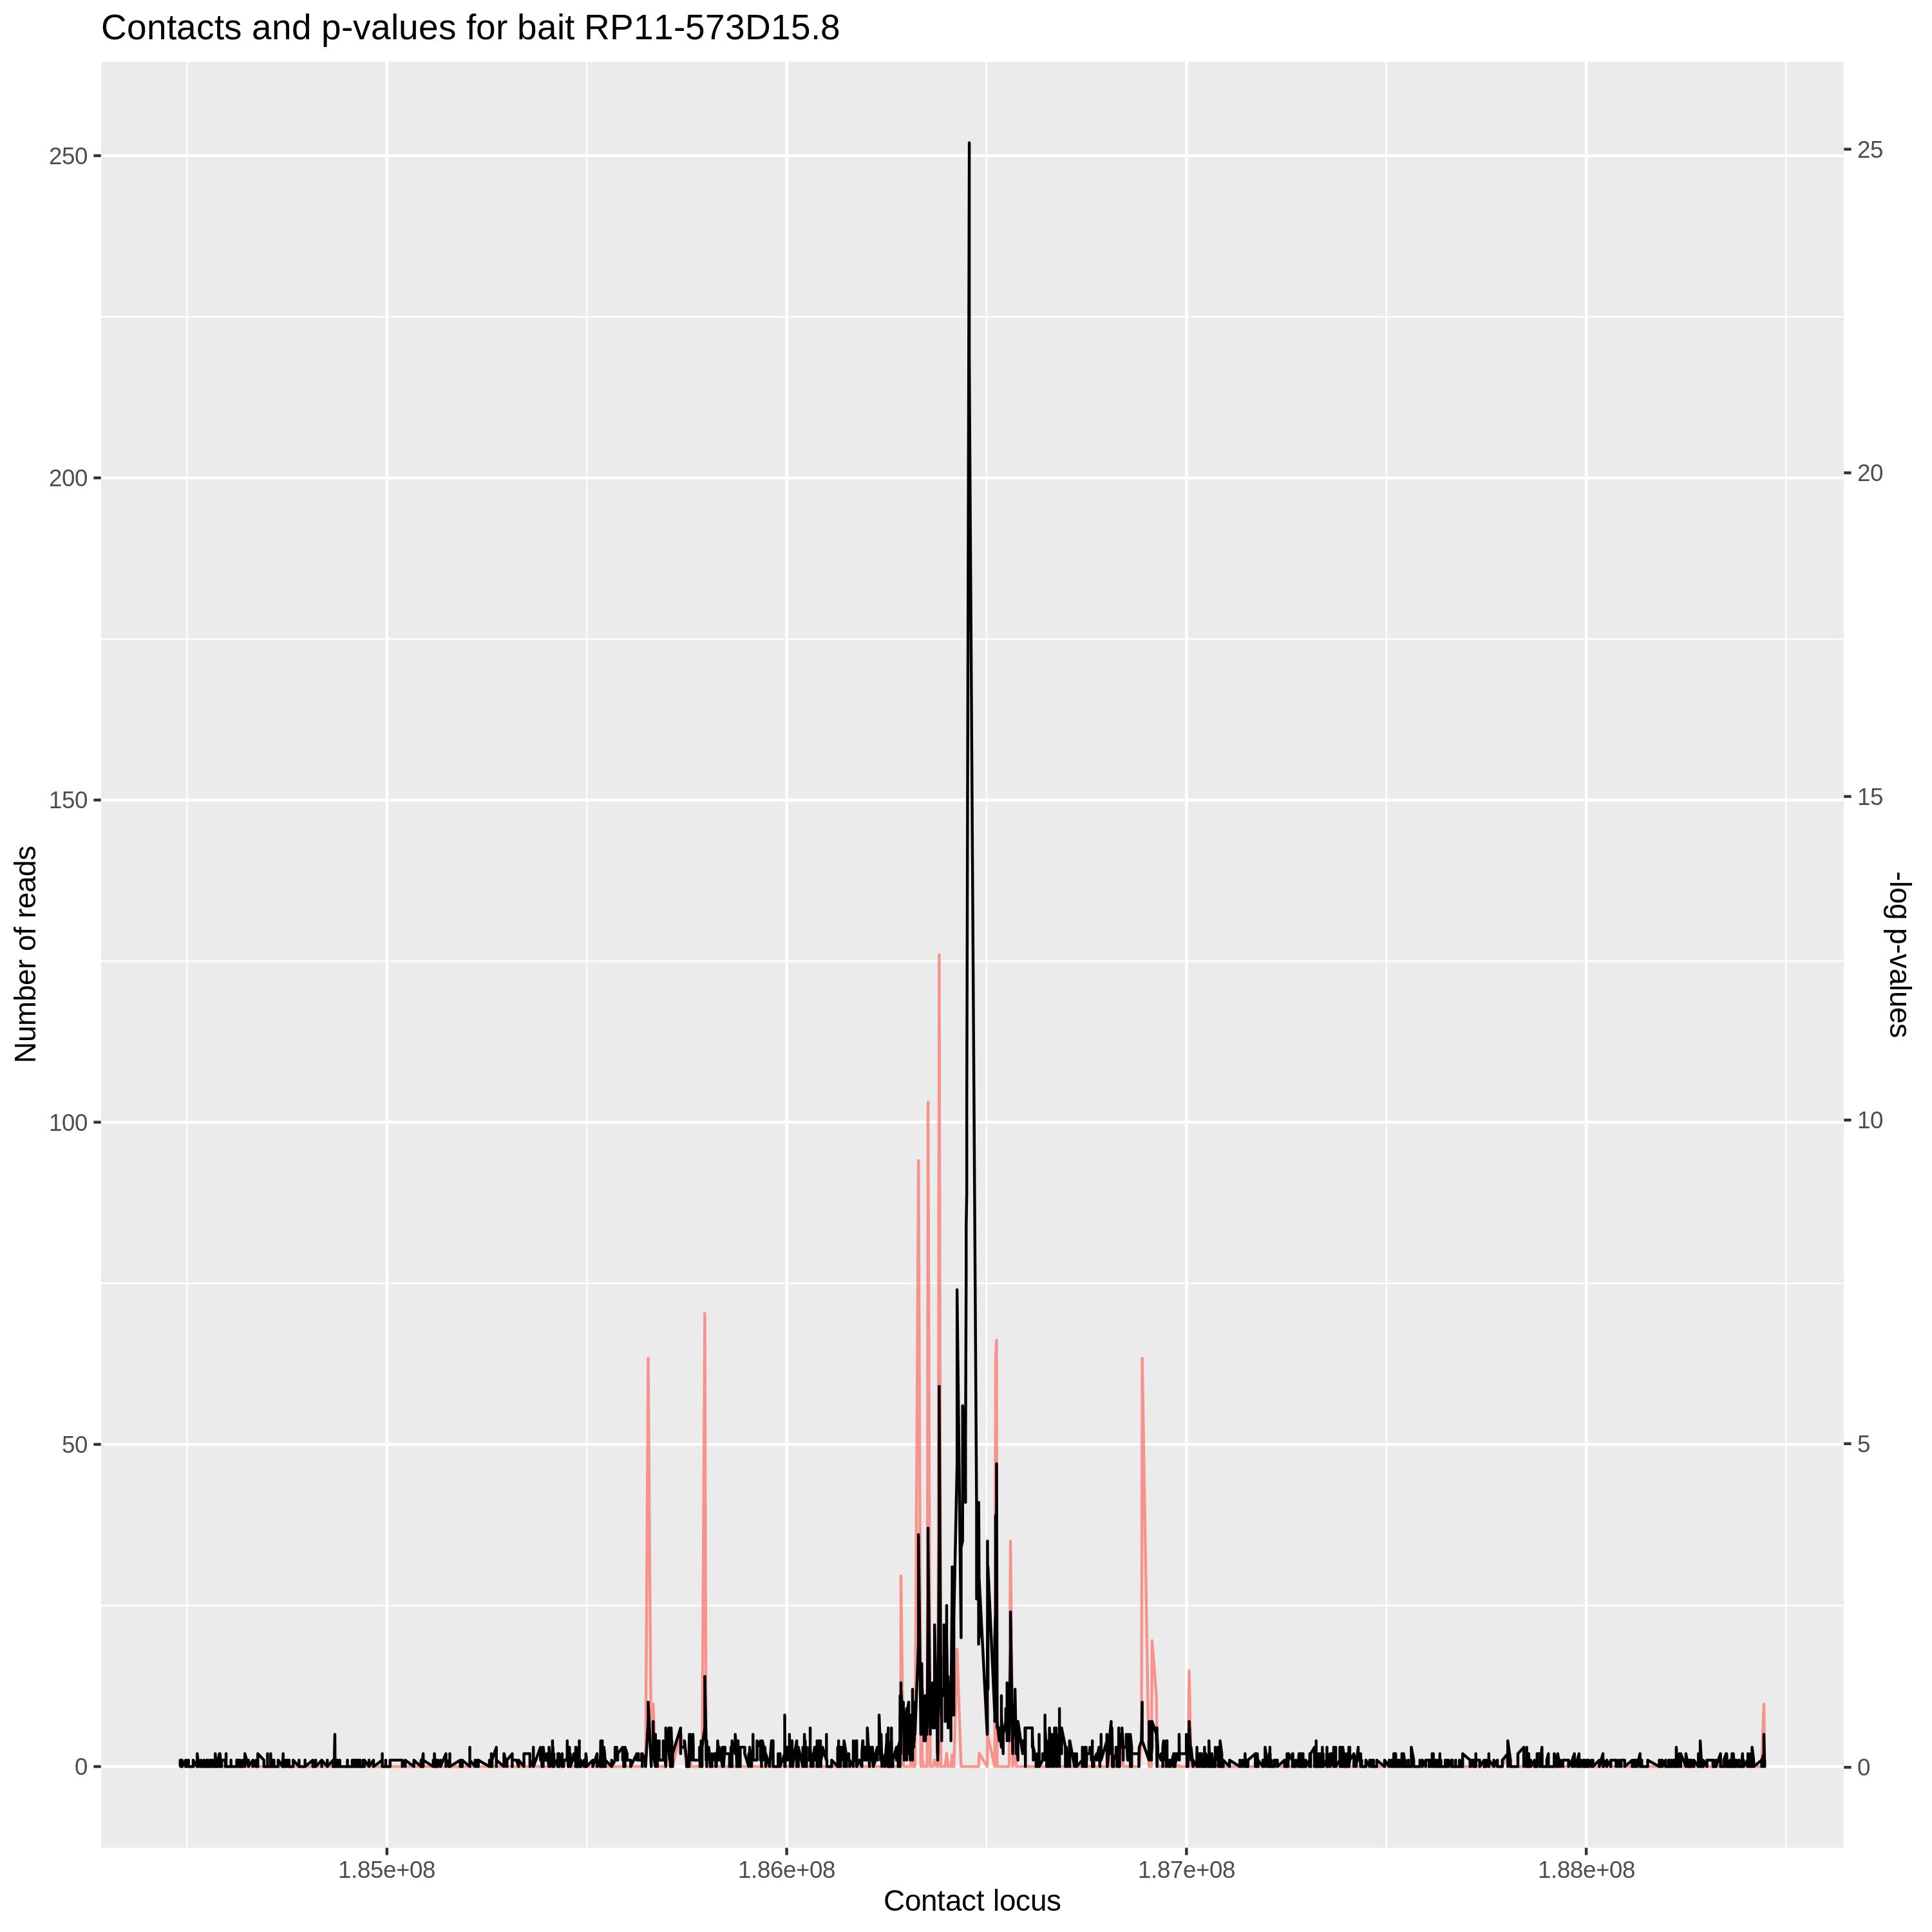 Contacts and p-values for bait RP11-573D15.8
250
200
150
100
50
0
25
20
15
10
5
0
Number of reads
-log p-values
1.85e+08
1.86e+08
1.87e+08
1.88e+08
Contact locus